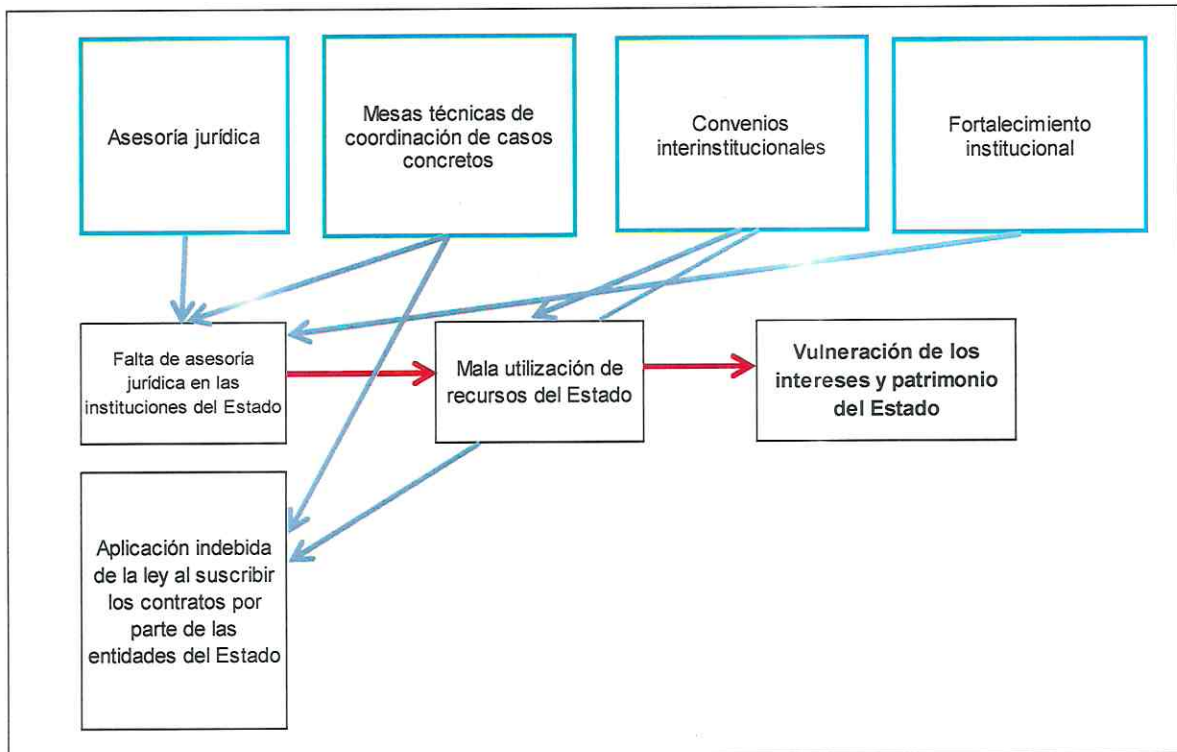 Asesoría jurídica
Mesas técnicas de
coordinación de casos
concretos
Convenios
interinstitucionales
Fortalecimiento
institucional
Falta de asesoría
jurídica en las
instituciones del Estado
Mala utilización de
recursos del Estado
Vulneración de los
intereses y patrimonio
del Estado
Aplicación indebida
de la ley al suscribir
los contratos por
parte de las
entidades del Estado